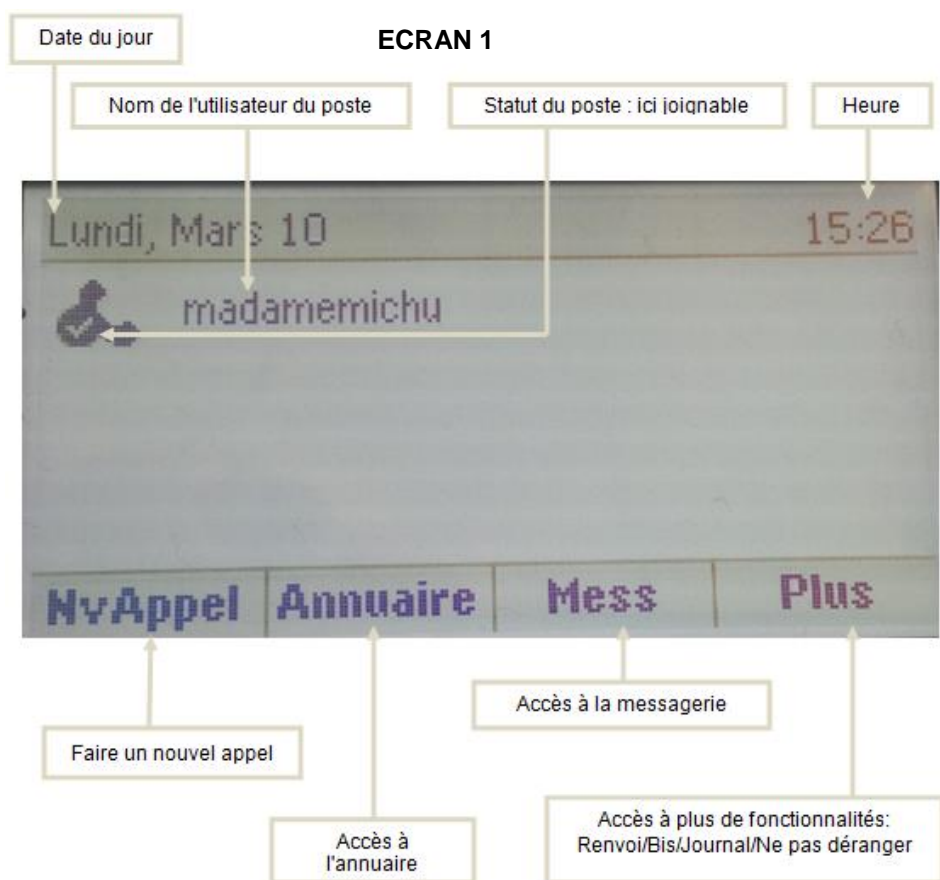 Date du jour
ECRAN 1
Nom de l'utilisateur du poste
Statut du poste : ici joignable
Heure
Lundi, Mars 10
15:26
madamemichu
NvAppel Annuaire Mess Plus
Accès à la messagerie
Faire un nouvel appel
Accès à
l'annuaire
Accès à plus de fonctionnalités:
Renvoi/Bis/Journal/Ne pas déranger